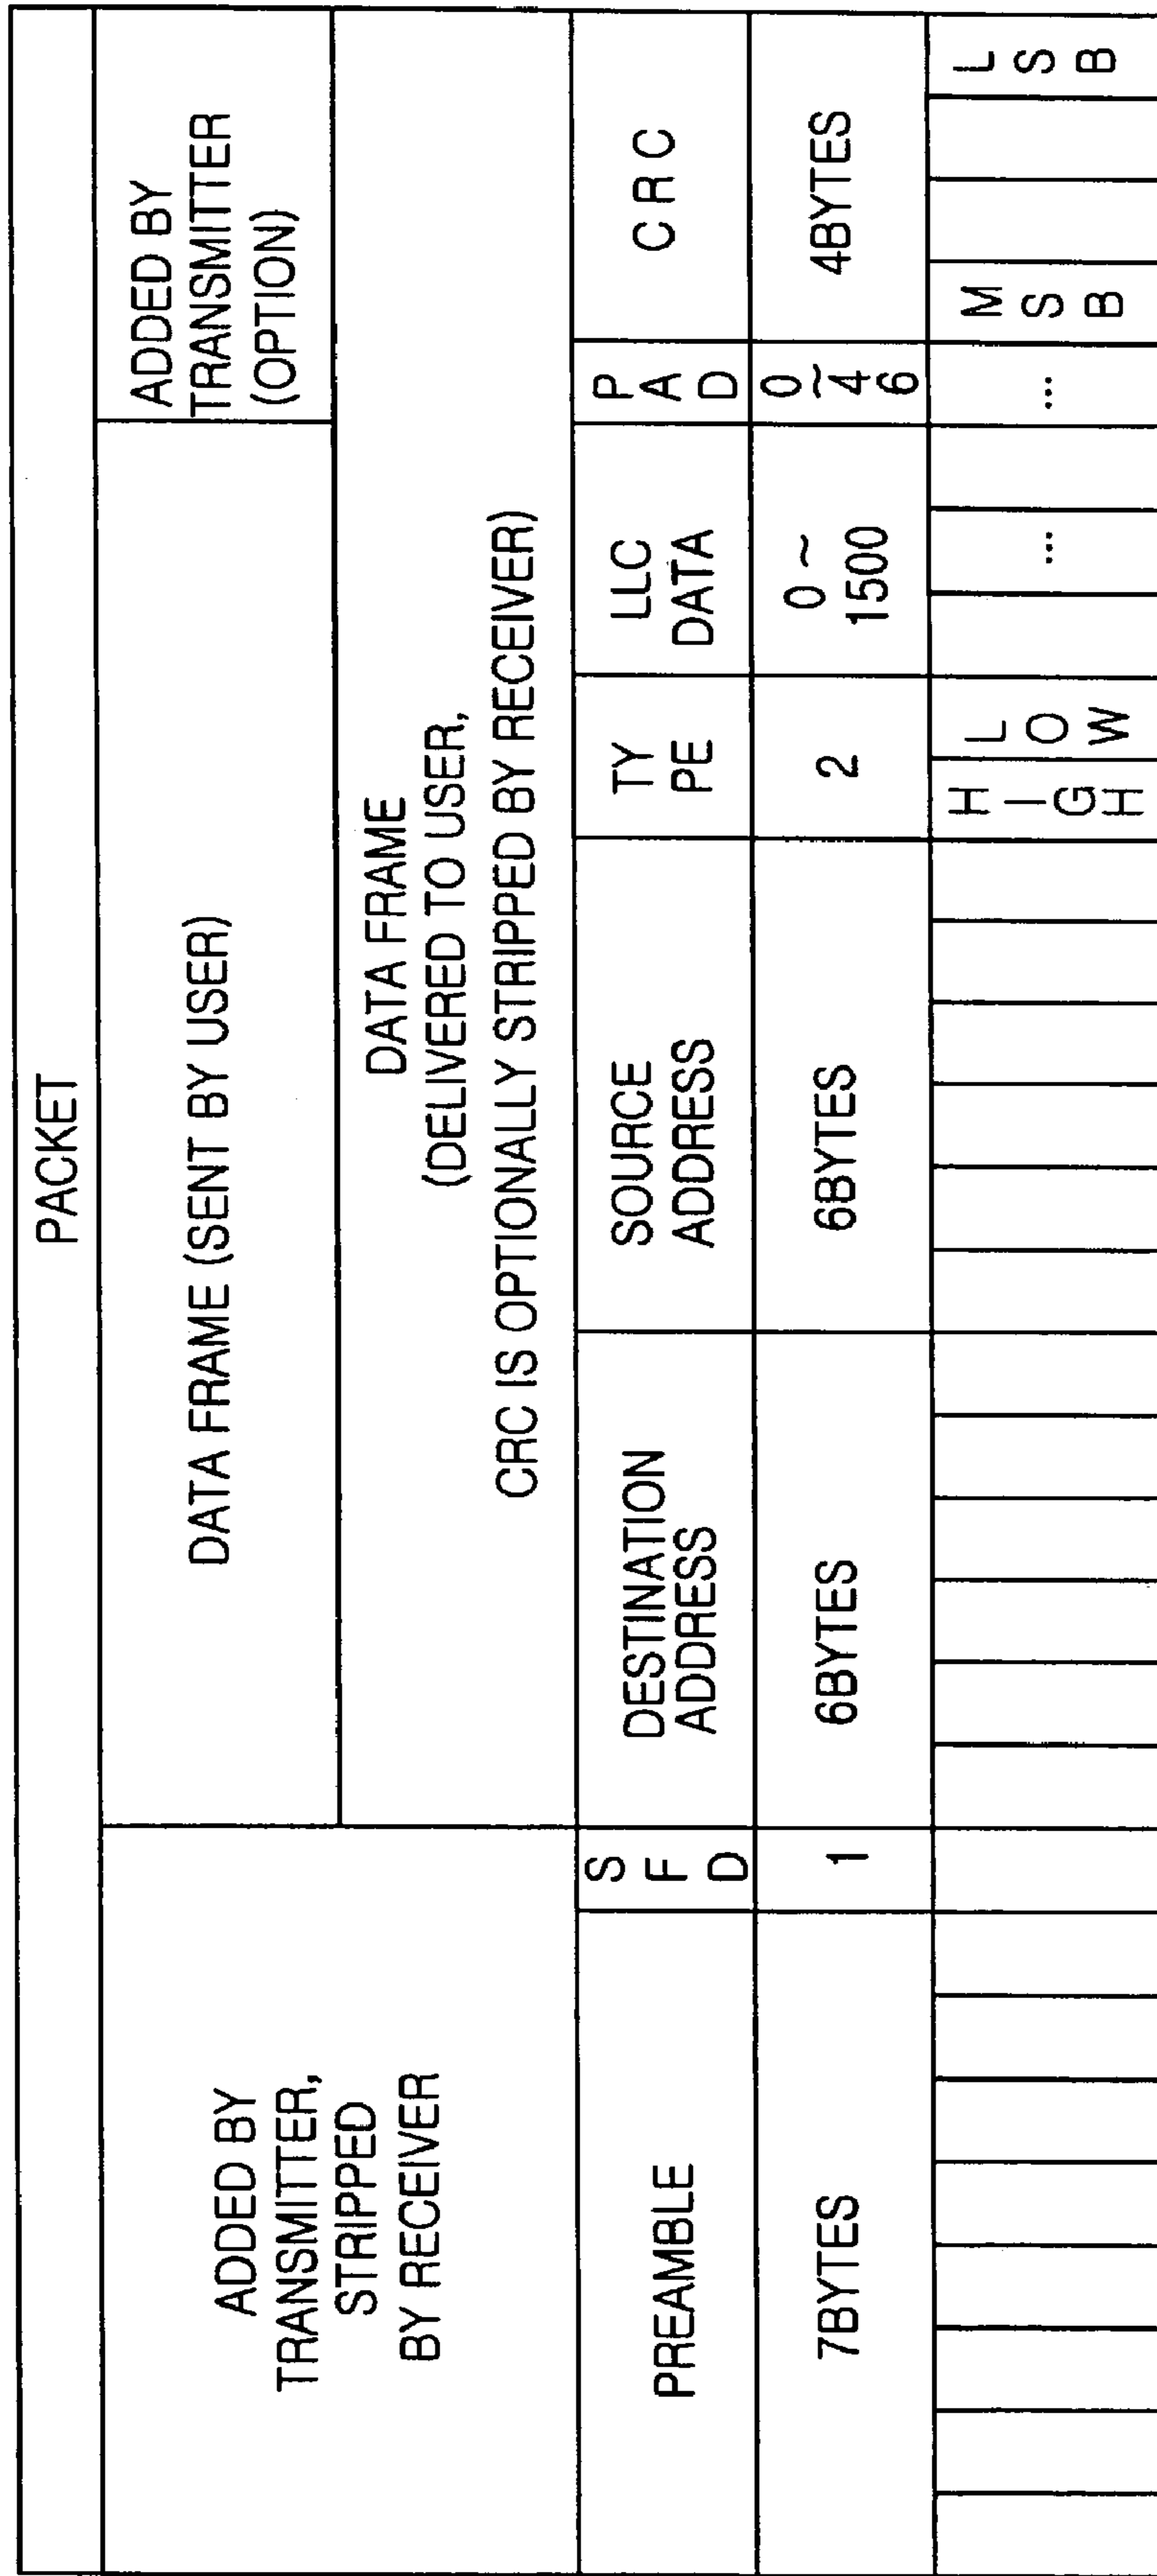 PACKET
ADDED BY
TRANSMITTER,
STRIPPED
BY RECEIVER
DATA FRAME (SENT BY USER)
ADDED BY
TRANSMITTER
(OPTION)
DATA FRAME
(DELIVERED TO USER,
CRC IS OPTIONALLY STRIPPED BY RECEIVER)
PREAMBLE
SFD
DESTINATION
ADDRESS
SOURCE
ADDRESS
TY
PE
LLC
DATA
PAD
CRC
7BYTES
1
6BYTES
6BYTES
2
0 ~
1500
0~46
4BYTES
HIGH
LOW
...
...
MSB
LSB